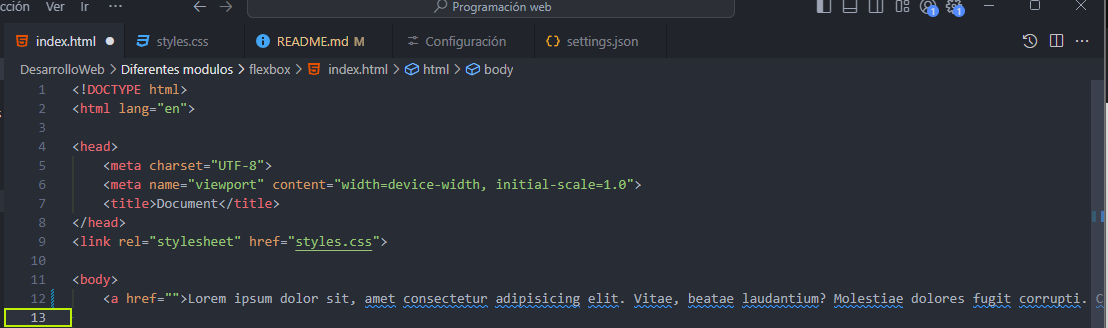 cción Ver Ir Programación web
index.html styles.css README.md M Configuración settings.json
DesarrolloWeb > Diferentes modulos > flexbox > index.html > html > body
1 <!DOCTYPE html>
2 <html lang="en">
3
4 <head>
5 <meta charset="UTF-8">
6 <meta name="viewport" content="width=device-width, initial-scale=1.0">
7 <title>Document</title>
8 </head>
9 <link rel="stylesheet" href="styles.css">
10
11 <body>
12 <a href="">Lorem ipsum dolor sit, amet consectetur adipisicing elit. Vitae, beatae laudantium? Molestiae dolores fugit corrupti.
13